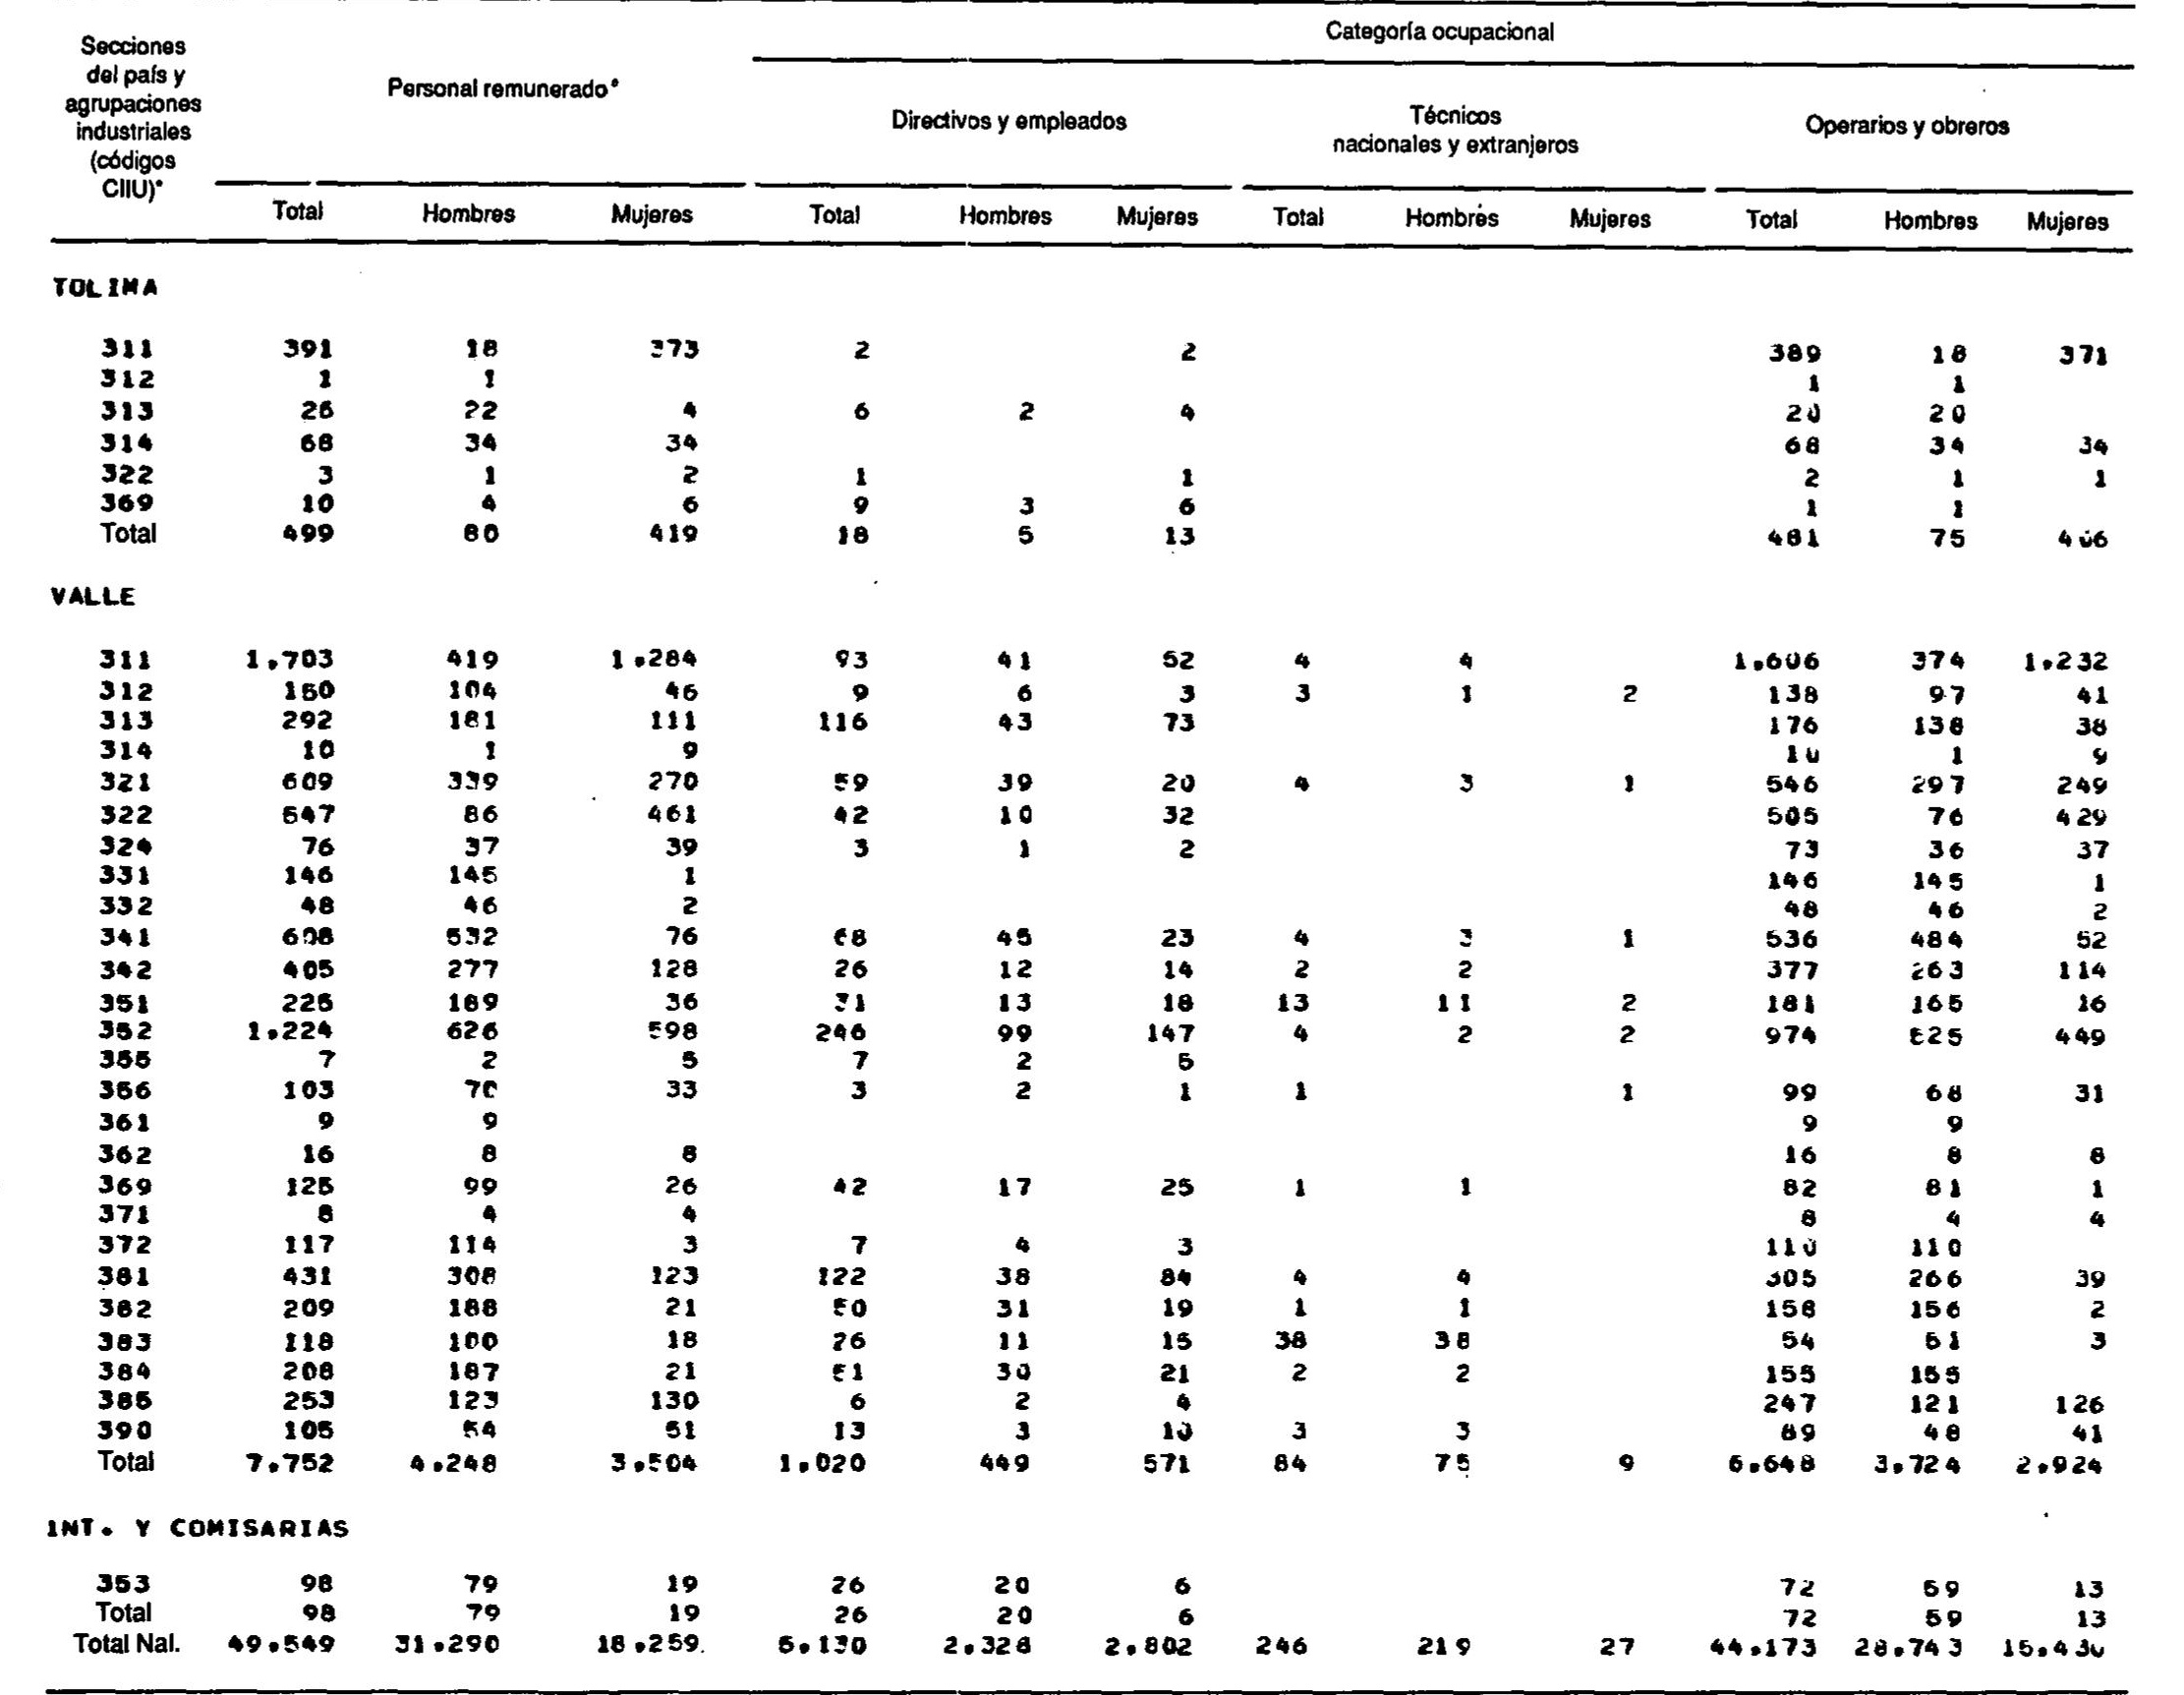 Categoría ocupacional
Secciones del país y agrupaciones industriales (códigos CIIU)* Personal remunerado* Directivos y empleados Técnicos nacionales y extranjeros Operarios y obreros
Total Hombres Mujeres Total Hombres Mujeres Total Hombres Mujeres Total Hombres Mujeres
TOLIMA
311 391 18 373 2 2 389 18 371
312 1 1 1 1
313 26 22 4 6 2 4 20 20
314 68 34 34 68 34 34
322 3 1 2 1 1 2 1 1
369 10 4 6 9 3 6 1 1
Total 499 80 419 18 5 13 481 75 406
VALLE
311 1.703 419 1.284 93 41 52 4 4 1.606 374 1.232
312 150 104 46 9 6 3 3 1 2 138 97 41
313 292 181 111 116 43 73 176 138 38
314 10 1 9 10 1 9
321 609 339 270 59 39 20 4 3 1 546 297 249
322 547 86 461 42 10 32 505 76 429
324 76 37 39 3 1 2 73 36 37
331 146 145 1 146 145 1
332 48 46 2 48 46 2
341 608 532 76 68 45 23 4 3 1 536 484 52
342 405 277 128 26 12 14 2 2 377 263 114
351 225 189 36 31 13 18 13 11 2 181 165 16
352 1.224 626 598 246 99 147 4 2 2 974 525 449
355 7 2 5 7 2 5
356 103 70 33 3 2 1 1 1 99 68 31
361 9 9 9 9
362 16 8 8 16 8 8
369 125 99 26 42 17 25 1 1 82 81 1
371 8 4 4 8 4 4
372 117 114 3 7 4 3 110 110
381 431 308 123 122 38 84 4 4 305 266 39
382 209 188 21 50 31 19 1 1 158 156 2
383 118 100 18 26 11 15 38 38 54 51 3
384 208 187 21 51 30 21 2 2 155 155
385 253 123 130 6 2 4 247 121 126
390 105 54 51 13 3 10 3 3 89 48 41
Total 7.752 4.248 3.504 1.020 449 571 84 75 9 6.648 3.724 2.924
INT. Y COMISARIAS
353 98 79 19 26 20 6 72 59 13
Total 98 79 19 26 20 6 72 59 13
Total Nal. 49.549 31.290 18.259. 5.130 2.328 2.802 246 219 27 44.173 28.743 15.430